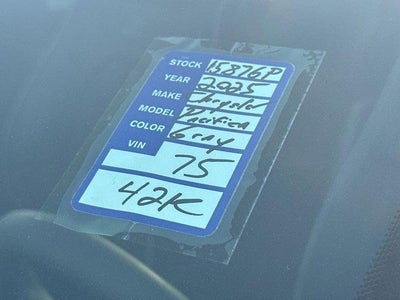 STOCK 15876P
YEAR 2025
MAKE Chrysler
MODEL Pacifica
COLOR Gray
VIN 75
42K